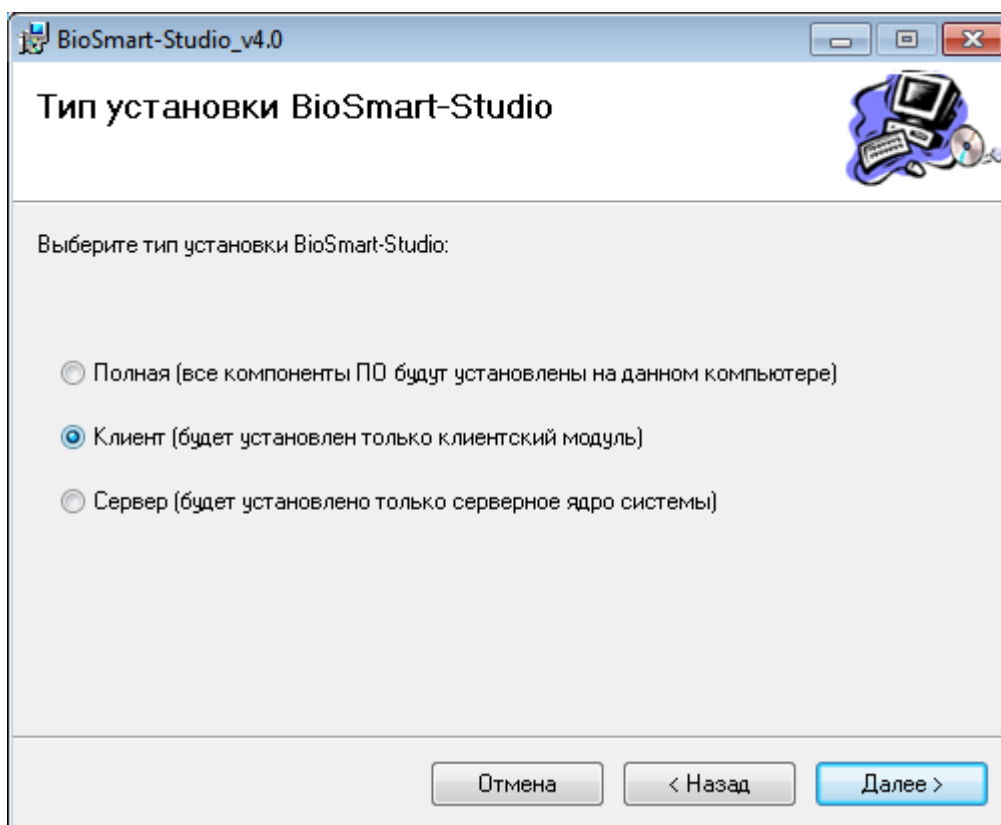 BioSmart-Studio_v4.0
Тип установки BioSmart-Studio
Выберите тип установки BioSmart-Studio:
Полная (все компоненты ПО будут установлены на данном компьютере)
Клиент (будет установлен только клиентский модуль)
Сервер (будет установлено только серверное ядро системы)
Отмена
< Назад
Далее >